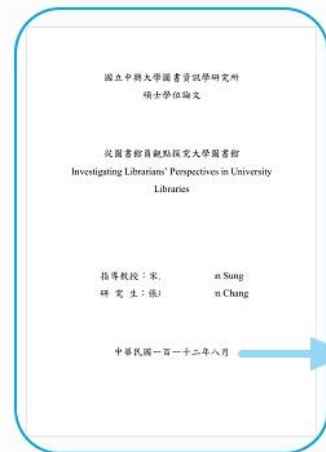 國立中興大學圖書資訊學研究所
碩士學位論文
從圖書館員觀點探究大學圖書館
Investigating Librarians' Perspectives in University
Libraries
指導教授：宋 Sung
研 究 生：張 Chang
中華民國一百一十二年八月